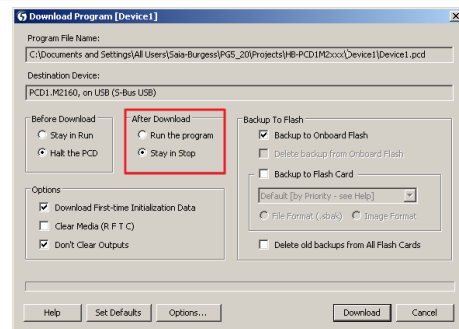 Download Program [Device1]
Program File Name:
C:\Documents and Settings\All Users\Saia-Burgess\PG5_20\Projects\HB-PCD1M2xxx\Device1\Device1.pcd
Destination Device:
PCD1.M2160, on USB (S-Bus USB)
Before Download
Stay in Run
Halt the PCD
After Download
Run the program
Stay in Stop
Options
Download First-time Initialization Data
Clear Media (R F T C)
Don't Clear Outputs
Backup To Flash
Backup to Onboard Flash
Delete backup from Onboard Flash
Backup to Flash Card
Default [by Priority - see Help]
File Format (.sbak) Image Format
Delete old backups from All Flash Cards
Help Set Defaults Options... Download Cancel